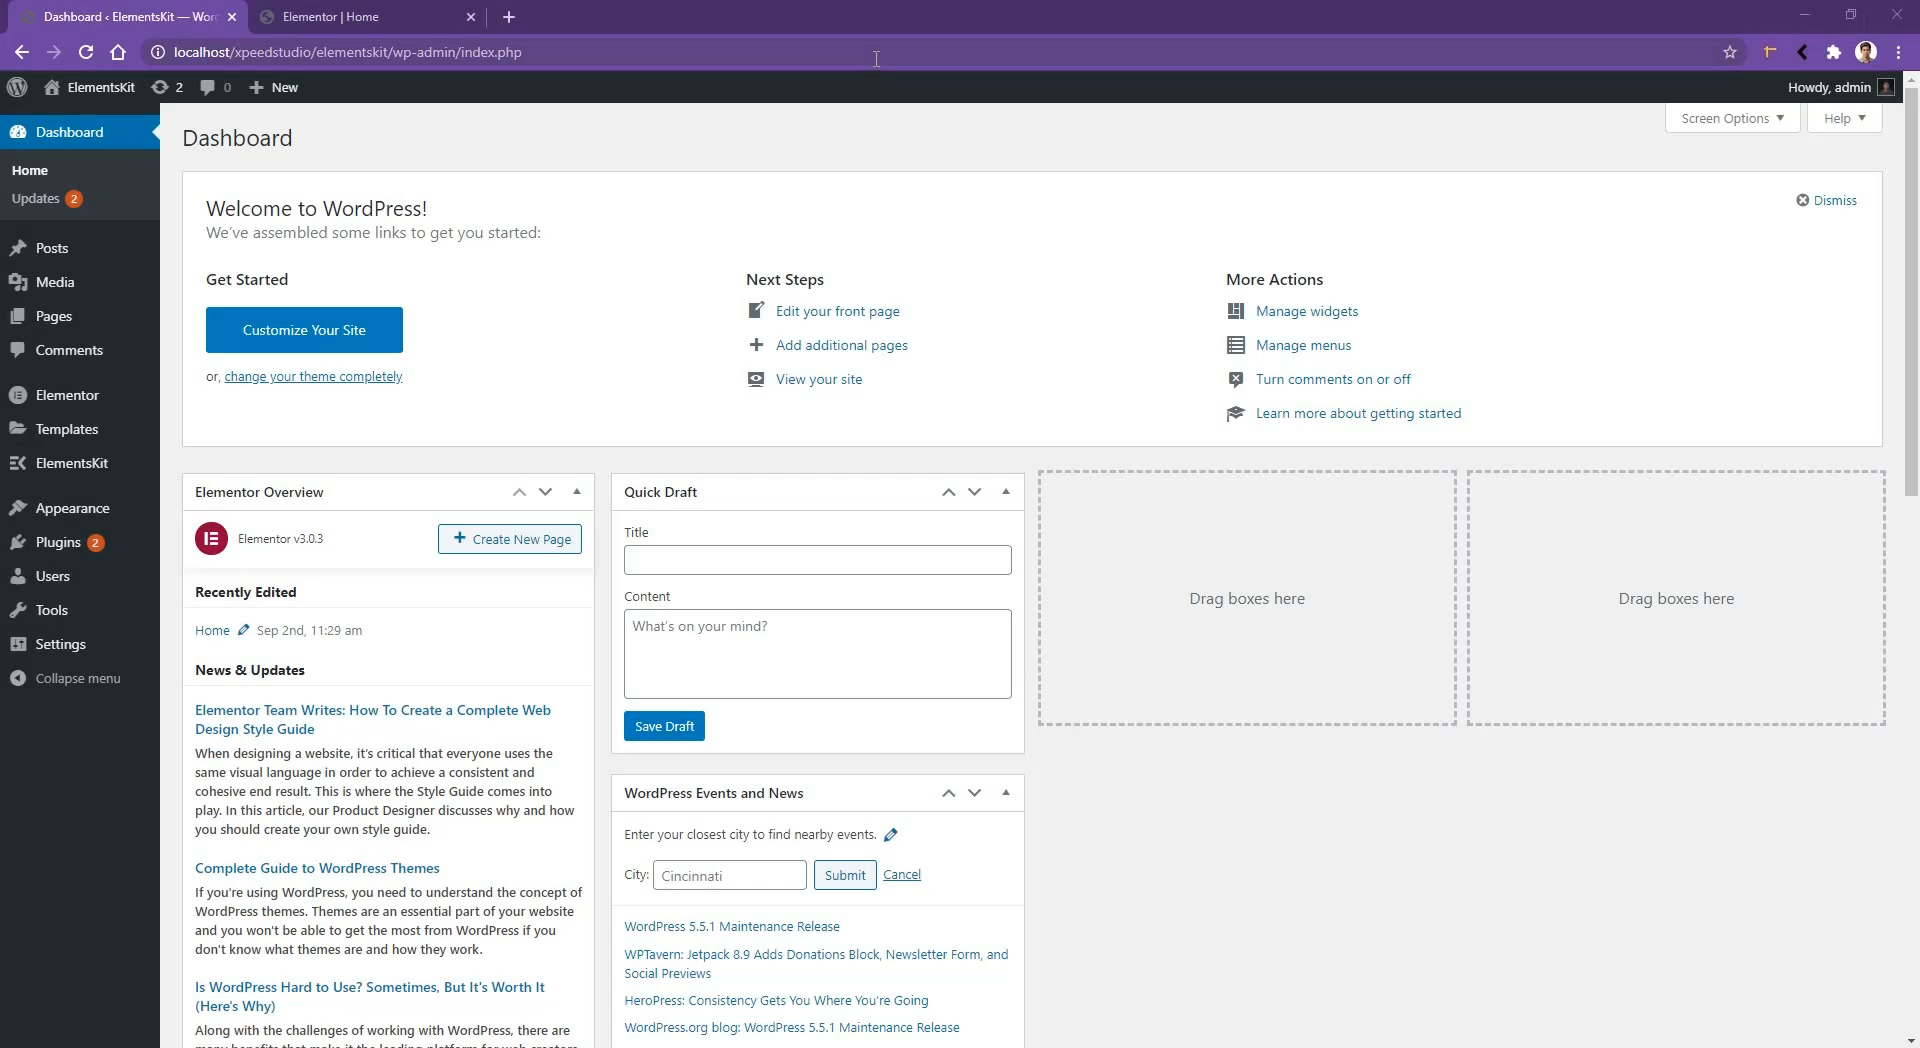 Dashboard ‹ ElementsKit — Wor
Elementor | Home
localhost/xpeedstudio/elementskit/wp-admin/index.php
ElementsKit
2
0
New
Howdy, admin
Dashboard
Home
Updates 2
Posts
Media
Pages
Comments
Elementor
Templates
ElementsKit
Appearance
Plugins 2
Users
Tools
Settings
Collapse menu
Dashboard
Screen Options
Help
Welcome to WordPress!
We've assembled some links to get you started:
Dismiss
Get Started
Customize Your Site
or, change your theme completely
Next Steps
Edit your front page
Add additional pages
View your site
More Actions
Manage widgets
Manage menus
Turn comments on or off
Learn more about getting started
Elementor Overview
Elementor v3.0.3
Create New Page
Recently Edited
Home Sep 2nd, 11:29 am
News & Updates
Elementor Team Writes: How To Create a Complete Web
Design Style Guide
When designing a website, it's critical that everyone uses the
same visual language in order to achieve a consistent and
cohesive end result. This is where the Style Guide comes into
play. In this article, our Product Designer discusses why and how
you should create your own style guide.
Complete Guide to WordPress Themes
If you're using WordPress, you need to understand the concept of
WordPress themes. Themes are an essential part of your website
and you won't be able to get the most from WordPress if you
don't know what themes are and how they work.
Is WordPress Hard to Use? Sometimes, But It's Worth It
(Here's Why)
Along with the challenges of working with WordPress, there are
Quick Draft
Title
Content
What's on your mind?
Save Draft
WordPress Events and News
Enter your closest city to find nearby events.
City: Cincinnati Submit Cancel
WordPress 5.5.1 Maintenance Release
WPTavern: Jetpack 8.9 Adds Donations Block, Newsletter Form, and
Social Previews
HeroPress: Consistency Gets You Where You're Going
WordPress.org blog: WordPress 5.5.1 Maintenance Release
Drag boxes here
Drag boxes here